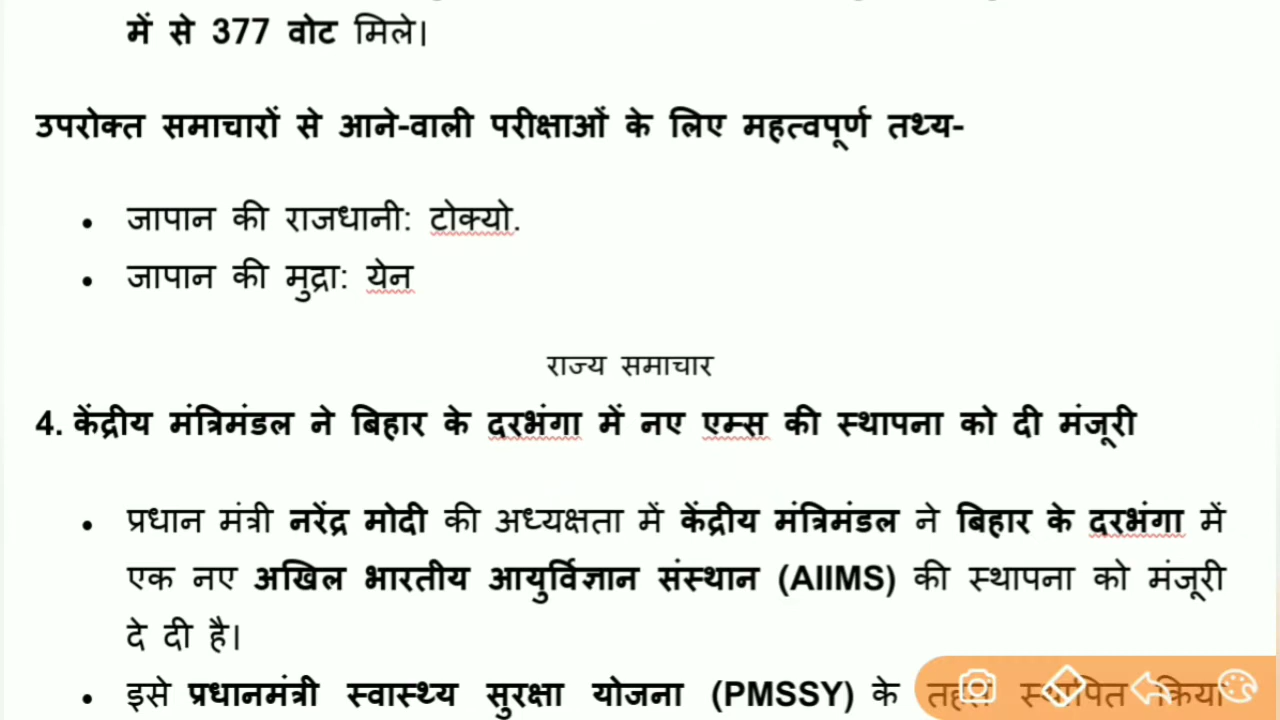 में से 377 वोट मिले।
उपरोक्त समाचारों से आने-वाली परीक्षाओं के लिए महत्वपूर्ण तथ्य-
• जापान की राजधानी: टोक्यो.
• जापान की मुद्रा: येन
राज्य समाचार
4. केंद्रीय मंत्रिमंडल ने बिहार के दरभंगा में नए एम्स की स्थापना को दी मंजूरी
• प्रधान मंत्री नरेंद्र मोदी की अध्यक्षता में केंद्रीय मंत्रिमंडल ने बिहार के दरभंगा में
एक नए अखिल भारतीय आयुर्विज्ञान संस्थान (AIIMS) की स्थापना को मंजूरी
दे दी है।
• इसे प्रधानमंत्री स्वास्थ्य सुरक्षा योजना (PMSSY) के तहत स्थापित किया